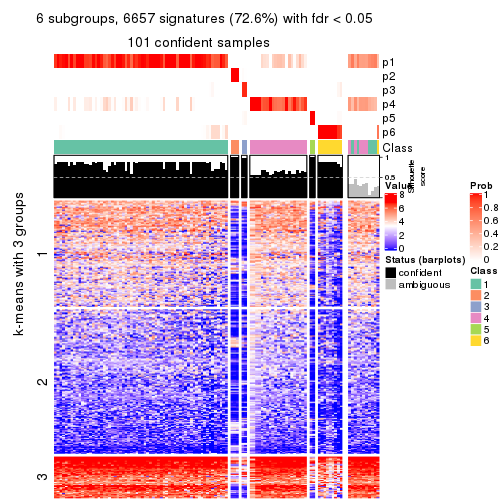 6 subgroups, 6657 signatures (72.6%) with fdr < 0.05
101 confident samples
p1
p2
p3
p4
p5
p6
Class
1
0.5
0
Silhouette
score
k-means with 3 groups
1
2
3
Value
8
6
4
2
0
Status (barplots)
confident
ambiguous
Prob
1
0.8
0.6
0.4
0.2
0
Class
1
2
3
4
5
6